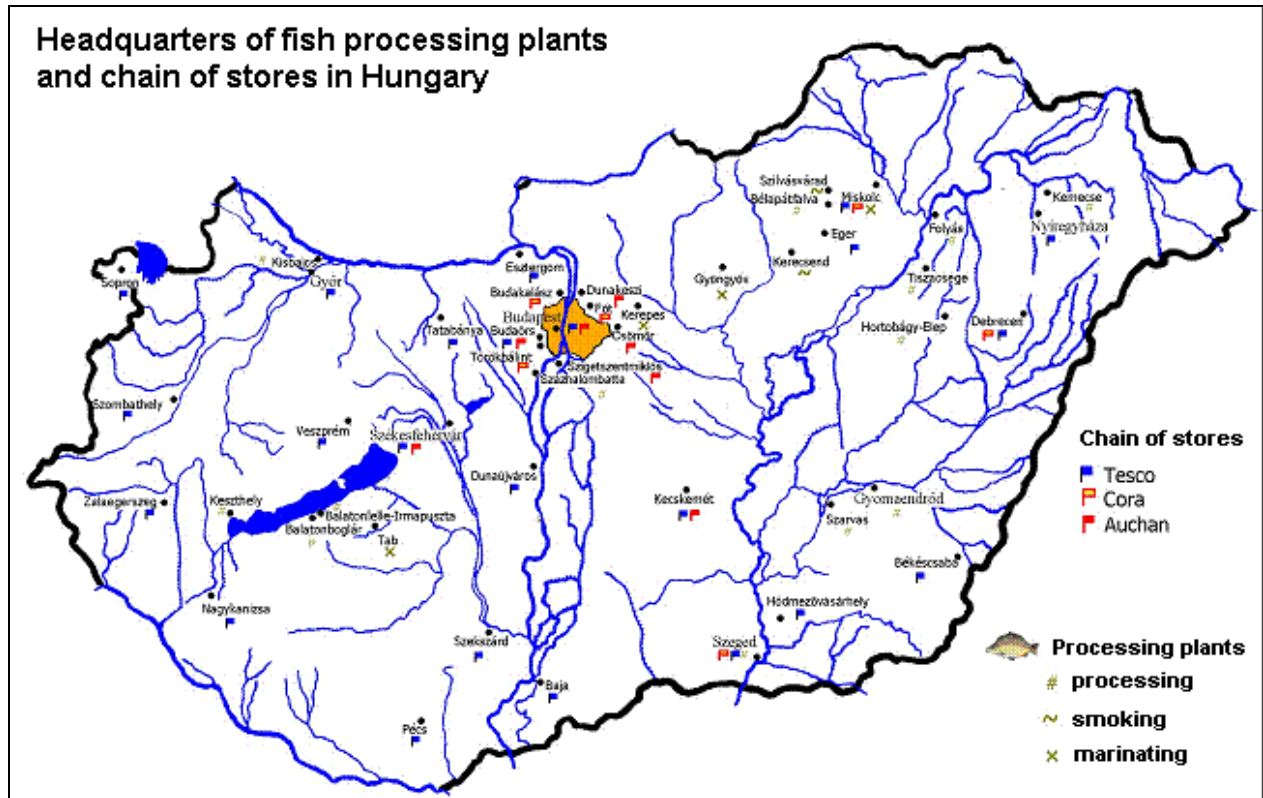 Headquarters of fish processing plants
and chain of stores in Hungary
Szilvásvárad
Bélapátfalva
Miskolc
Kemecse
Nyíregyháza
Folyás
Eger
Kerecsend
Gyöngyös
Tiszacsege
Hortobágy-Elep
Debrecen
Sopron
Kisbajcs
Győr
Esztergom
Budakalász
Dunakeszi
Fót
Kerepes
Budapest
Csömör
Tatabánya
Budaörs
Törökbálint
Szigetszentmiklós
Százhalombatta
Szombathely
Veszprém
Székesfehérvár
Dunaújváros
Kecskemét
Gyomaendrőd
Szarvas
Zalaegerszeg
Keszthely
Balatonlelle-Irmapuszta
Balatonboglár
Tab
Békéscsaba
Nagykanizsa
Hódmezővásárhely
Szekszárd
Szeged
Baja
Pécs
Chain of stores
Tesco
Cora
Auchan
Processing plants
# processing
~ smoking
× marinating